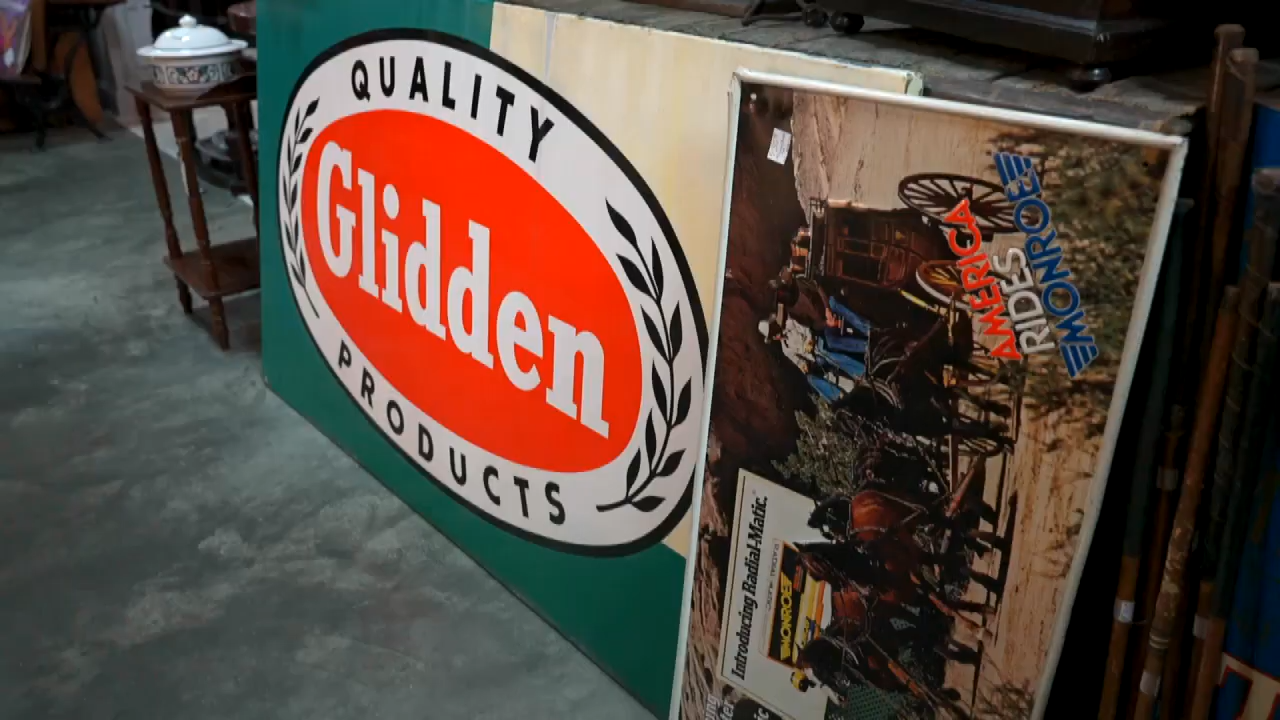 QUALITY
Glidden
PRODUCTS
AMERICA
RIDES
MONROE
Introducing Radial-Matic.
MONROE